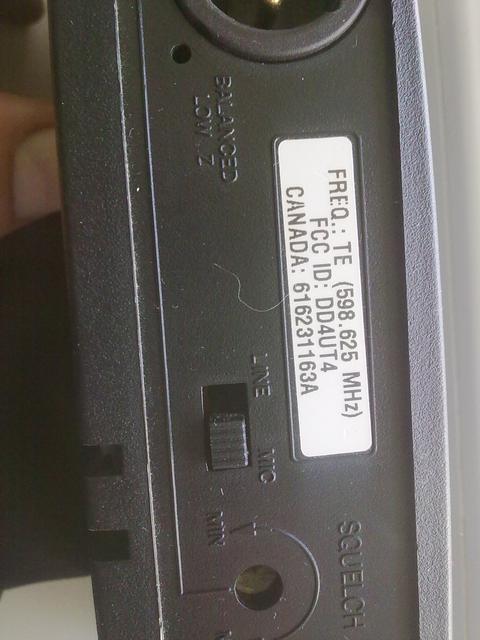 BALANCED
LOW Z
FREQ.: TE (598.625 MHz)
FCC ID: DD4UT4
CANADA: 616231163A
LINE
MIC
SQUELCH
MIN